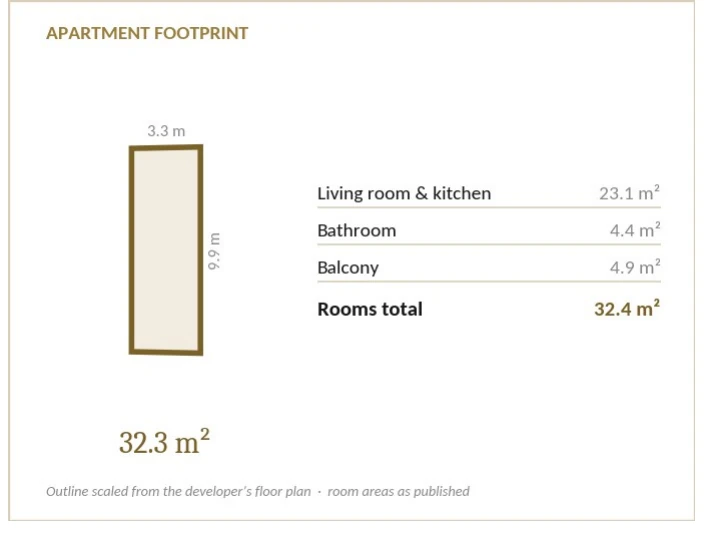 APARTMENT FOOTPRINT
3.3 m
9.9 m
Living room & kitchen 23.1 m²
Bathroom 4.4 m²
Balcony 4.9 m²
Rooms total 32.4 m²
32.3 m²
Outline scaled from the developer's floor plan · room areas as published